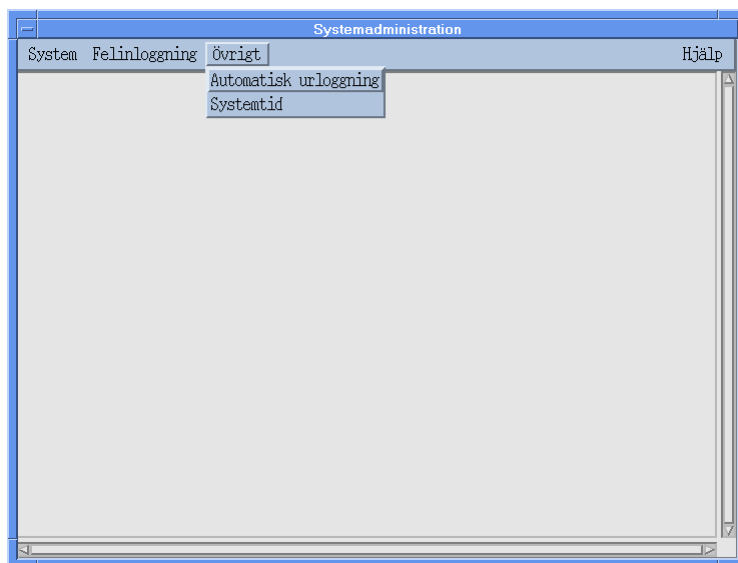 Systemadministration
System Felinloggning Övrigt Hjälp
Automatisk urloggning
Systemtid